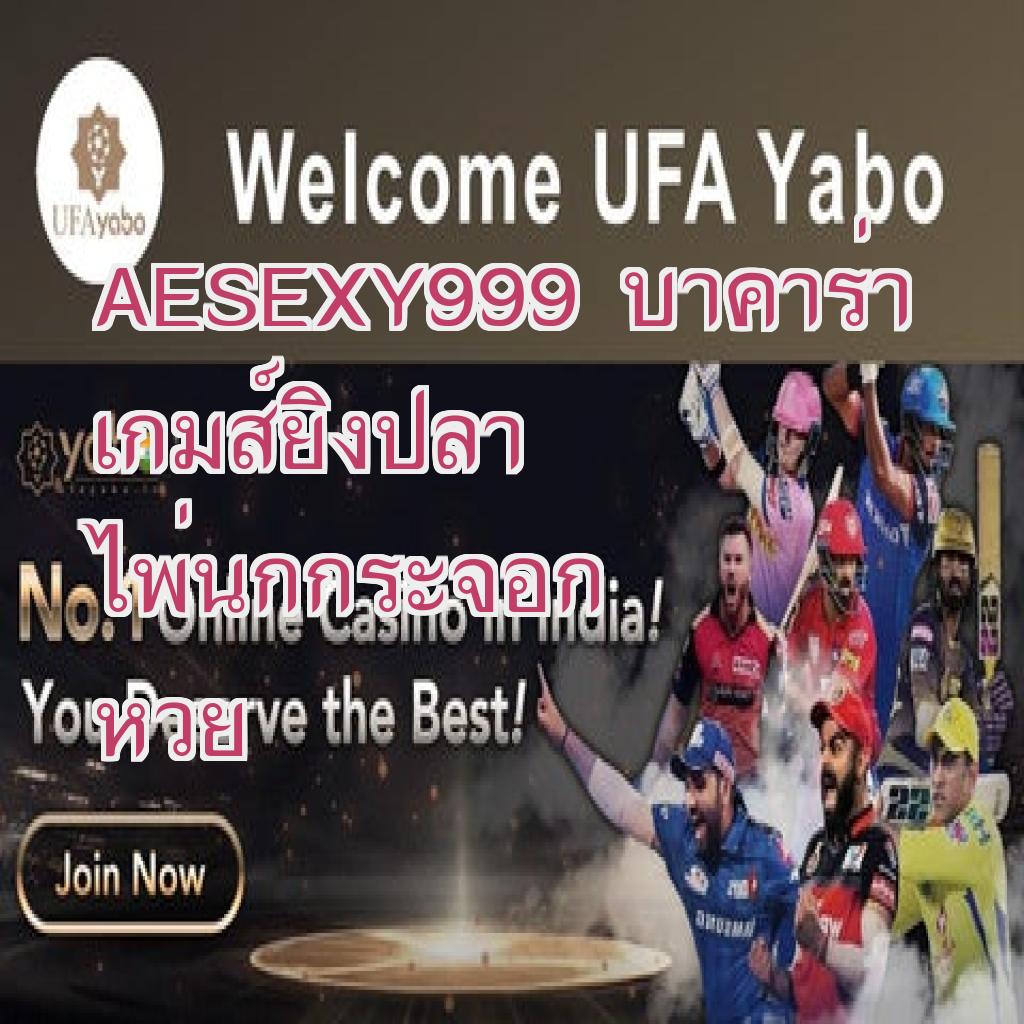 UFAyabo
Welcome UFA Yabo
AESEXY999 บาคาร่า
เกมส์ยิงปลา
ไพ่นกกระจอก
No.1 Online Casino in India!
หวย
You Deserve the Best!
Join Now
22